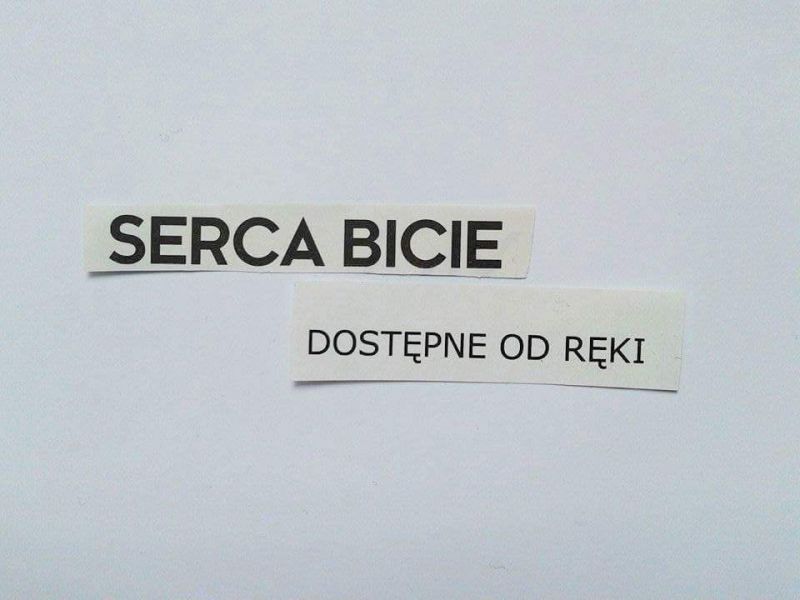 SERCA BICIE
DOSTĘPNE OD RĘKI